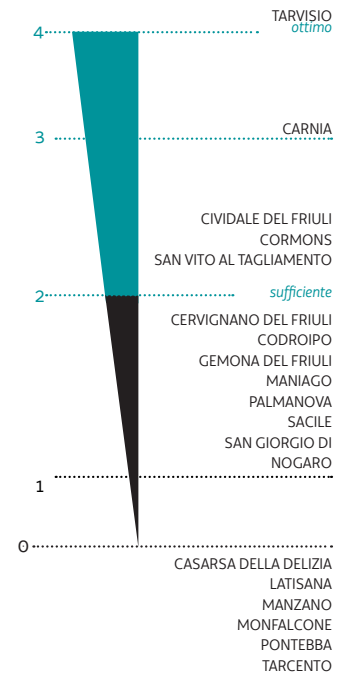 TARVISIO
4 ottimo
3 CARNIA
CIVIDALE DEL FRIULI
CORMONS
SAN VITO AL TAGLIAMENTO
2 sufficiente
CERVIGNANO DEL FRIULI
CODROIPO
GEMONA DEL FRIULI
MANIAGO
PALMANOVA
SACILE
SAN GIORGIO DI
NOGARO
1
0
CASARSA DELLA DELIZIA
LATISANA
MANZANO
MONFALCONE
PONTEBBA
TARCENTO